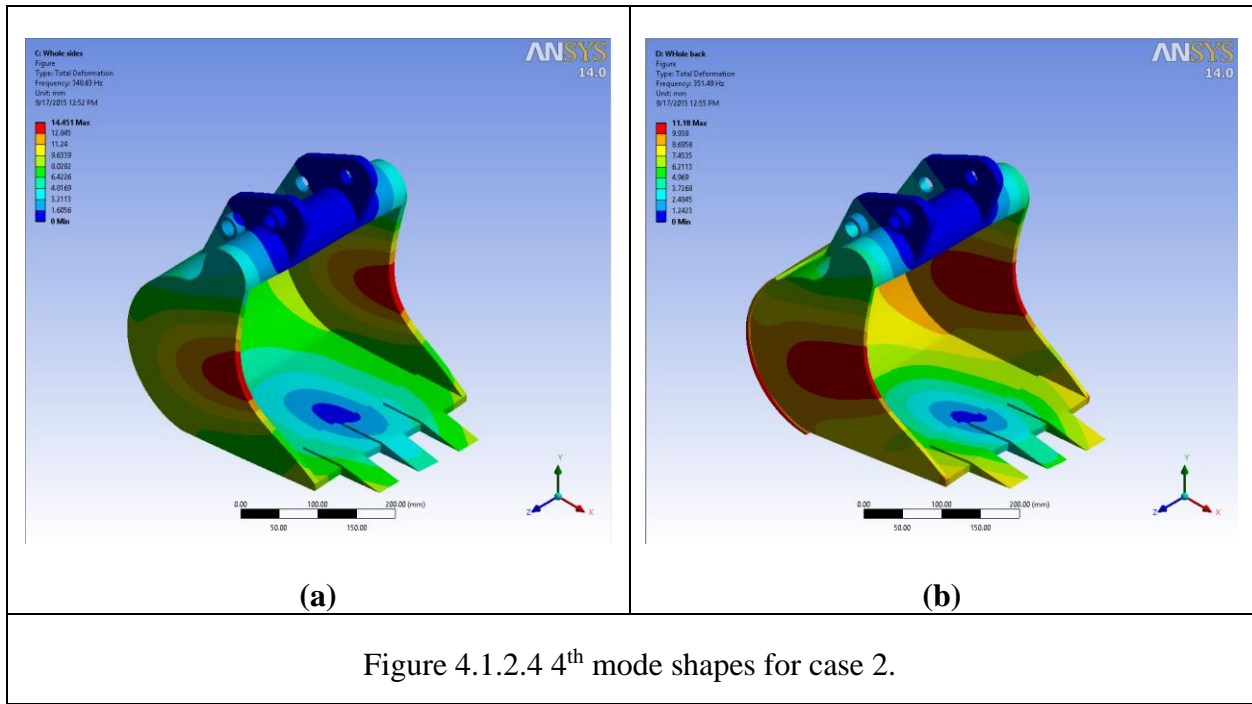 C: Whole sides
Figure
Type: Total Deformation
Frequency: 348.63 Hz
Unit: mm
9/17/2015 12:52 PM
14.451 Max
12.845
11.24
9.6339
8.0282
6.4226
4.8169
3.2113
1.6056
0 Min
ANSYS
14.0
Y
Z
X
0.00 100.00 200.00 (mm)
50.00 150.00
(a)
D: WHole back
Figure
Type: Total Deformation
Frequency: 351.49 Hz
Unit: mm
9/17/2015 12:55 PM
11.18 Max
9.938
8.6958
7.4535
6.2113
4.969
3.7268
2.4845
1.2423
0 Min
ANSYS
14.0
Y
Z
X
0.00 100.00 200.00 (mm)
50.00 150.00
(b)
Figure 4.1.2.4 4th mode shapes for case 2.